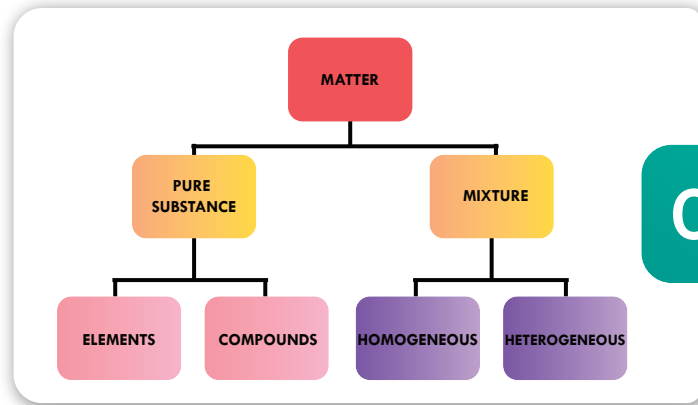 MATTER
PURE
SUBSTANCE
MIXTURE
ELEMENTS
COMPOUNDS
HOMOGENEOUS
HETEROGENEOUS